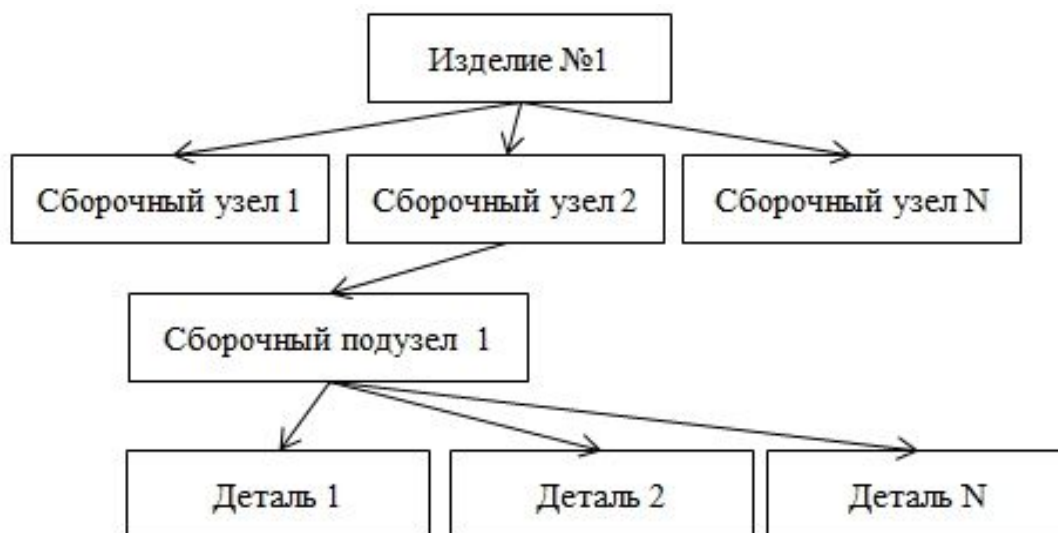 Изделие №1
Сборочный узел 1
Сборочный узел 2
Сборочный узел N
Сборочный подузел 1
Деталь 1
Деталь 2
Деталь N